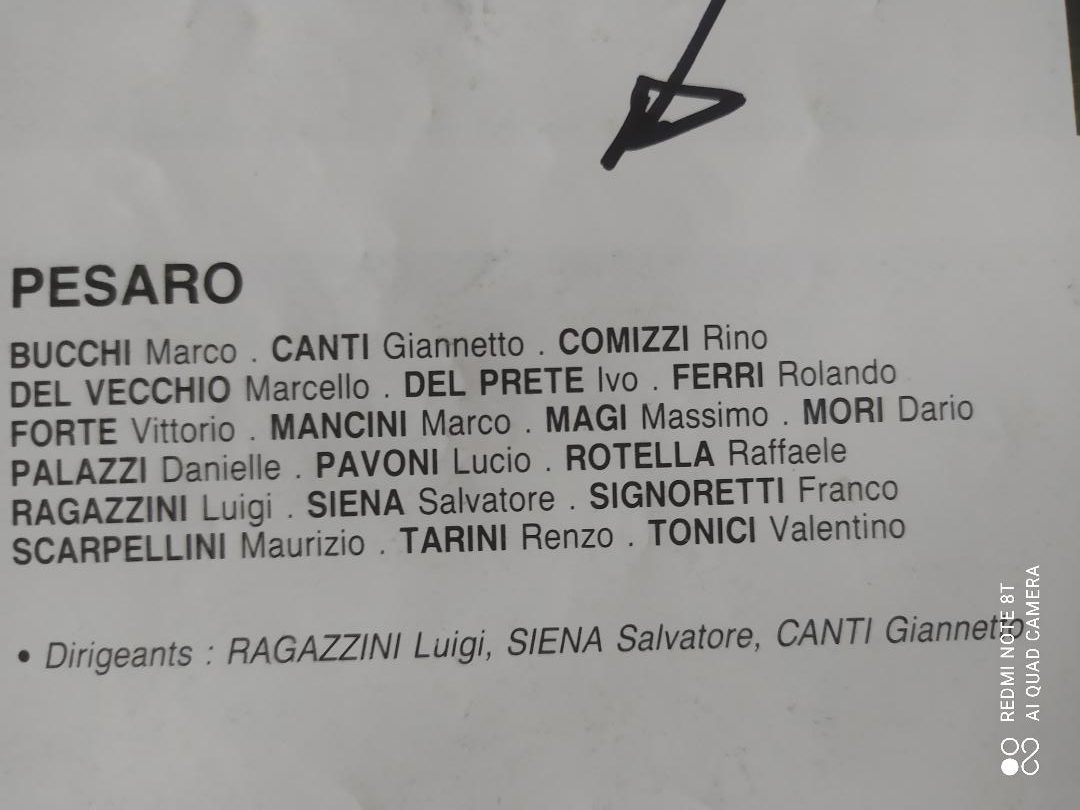 PESARO
BUCCHI Marco . CANTI Giannetto . COMIZZI Rino
DEL VECCHIO Marcello . DEL PRETE Ivo . FERRI Rolando
FORTE Vittorio . MANCINI Marco . MAGI Massimo . MORI Dario
PALAZZI Danielle . PAVONI Lucio . ROTELLA Raffaele
RAGAZZINI Luigi . SIENA Salvatore . SIGNORETTI Franco
SCARPELLINI Maurizio . TARINI Renzo . TONICI Valentino
• Dirigeants : RAGAZZINI Luigi, SIENA Salvatore, CANTI Giannetto
REDMI NOTE 8T
AI QUAD CAMERA